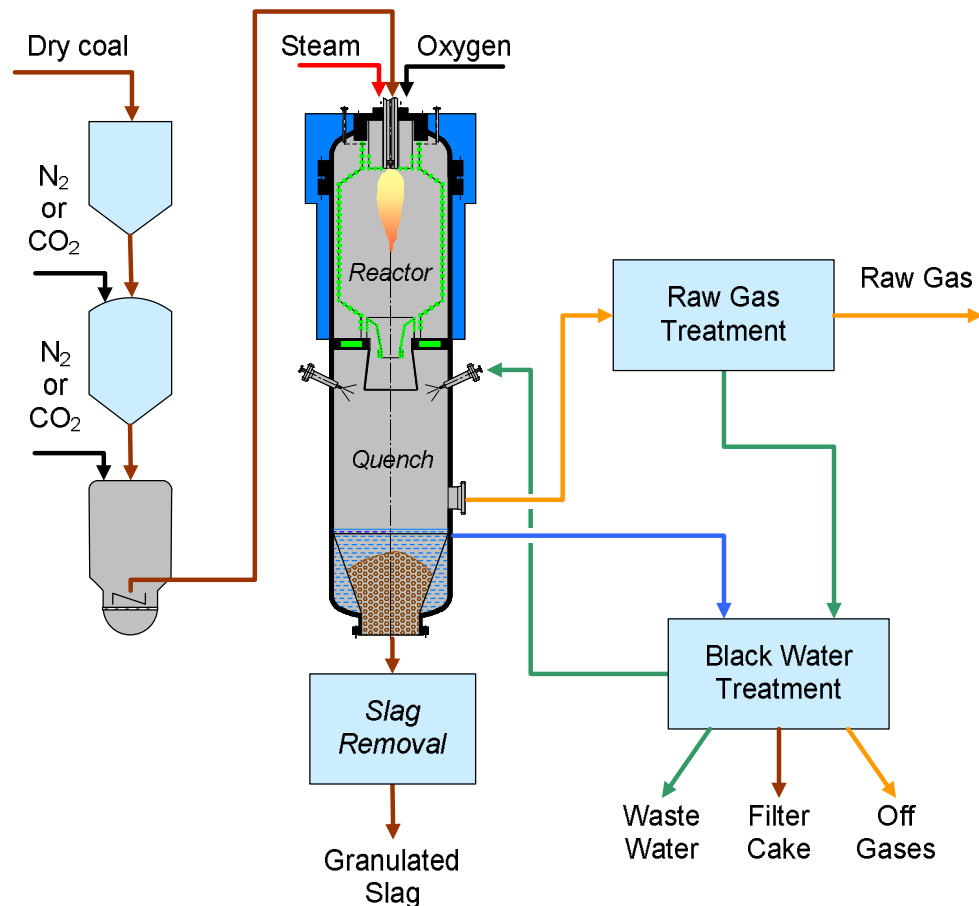 Dry coal
Steam
Oxygen
N₂
or
CO₂
N₂
or
CO₂
Reactor
Quench
Raw Gas
Treatment
Raw Gas
Black Water
Treatment
Slag
Removal
Granulated
Slag
Waste
Water
Filter
Cake
Off
Gases